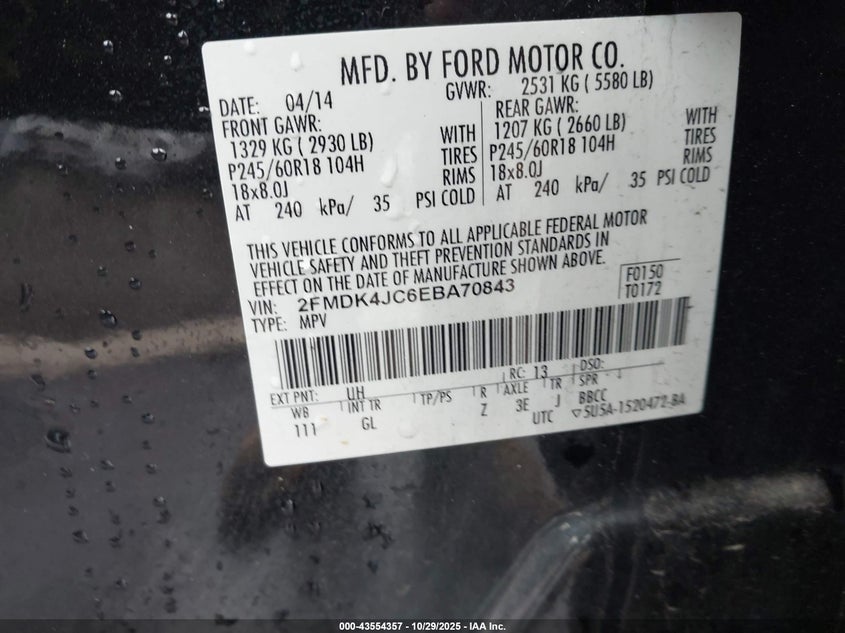 MFD. BY FORD MOTOR CO.
DATE: 04/14 GVWR: 2531 KG ( 5580 LB)
FRONT GAWR: REAR GAWR:
1329 KG ( 2930 LB) WITH 1207 KG ( 2660 LB) WITH
P245/60R18 104H TIRES P245/60R18 104H TIRES
18x8.0J RIMS 18x8.0J RIMS
AT 240 kPa/ 35 PSI COLD AT 240 kPa/ 35 PSI COLD
THIS VEHICLE CONFORMS TO ALL APPLICABLE FEDERAL MOTOR
VEHICLE SAFETY AND THEFT PREVENTION STANDARDS IN
EFFECT ON THE DATE OF MANUFACTURE SHOWN ABOVE.
VIN: 2FMDK4JC6EBA70843 F0150
TYPE: MPV T0172
EXT PNT: UH RC: 13 DSO:
WB INT TR TP/PS R AXLE TR SPR
111 GL Z 3E J BBCC
UTC ▽5U5A-1520472-BA
000-43554357 - 10/29/2025 - IAA Inc.